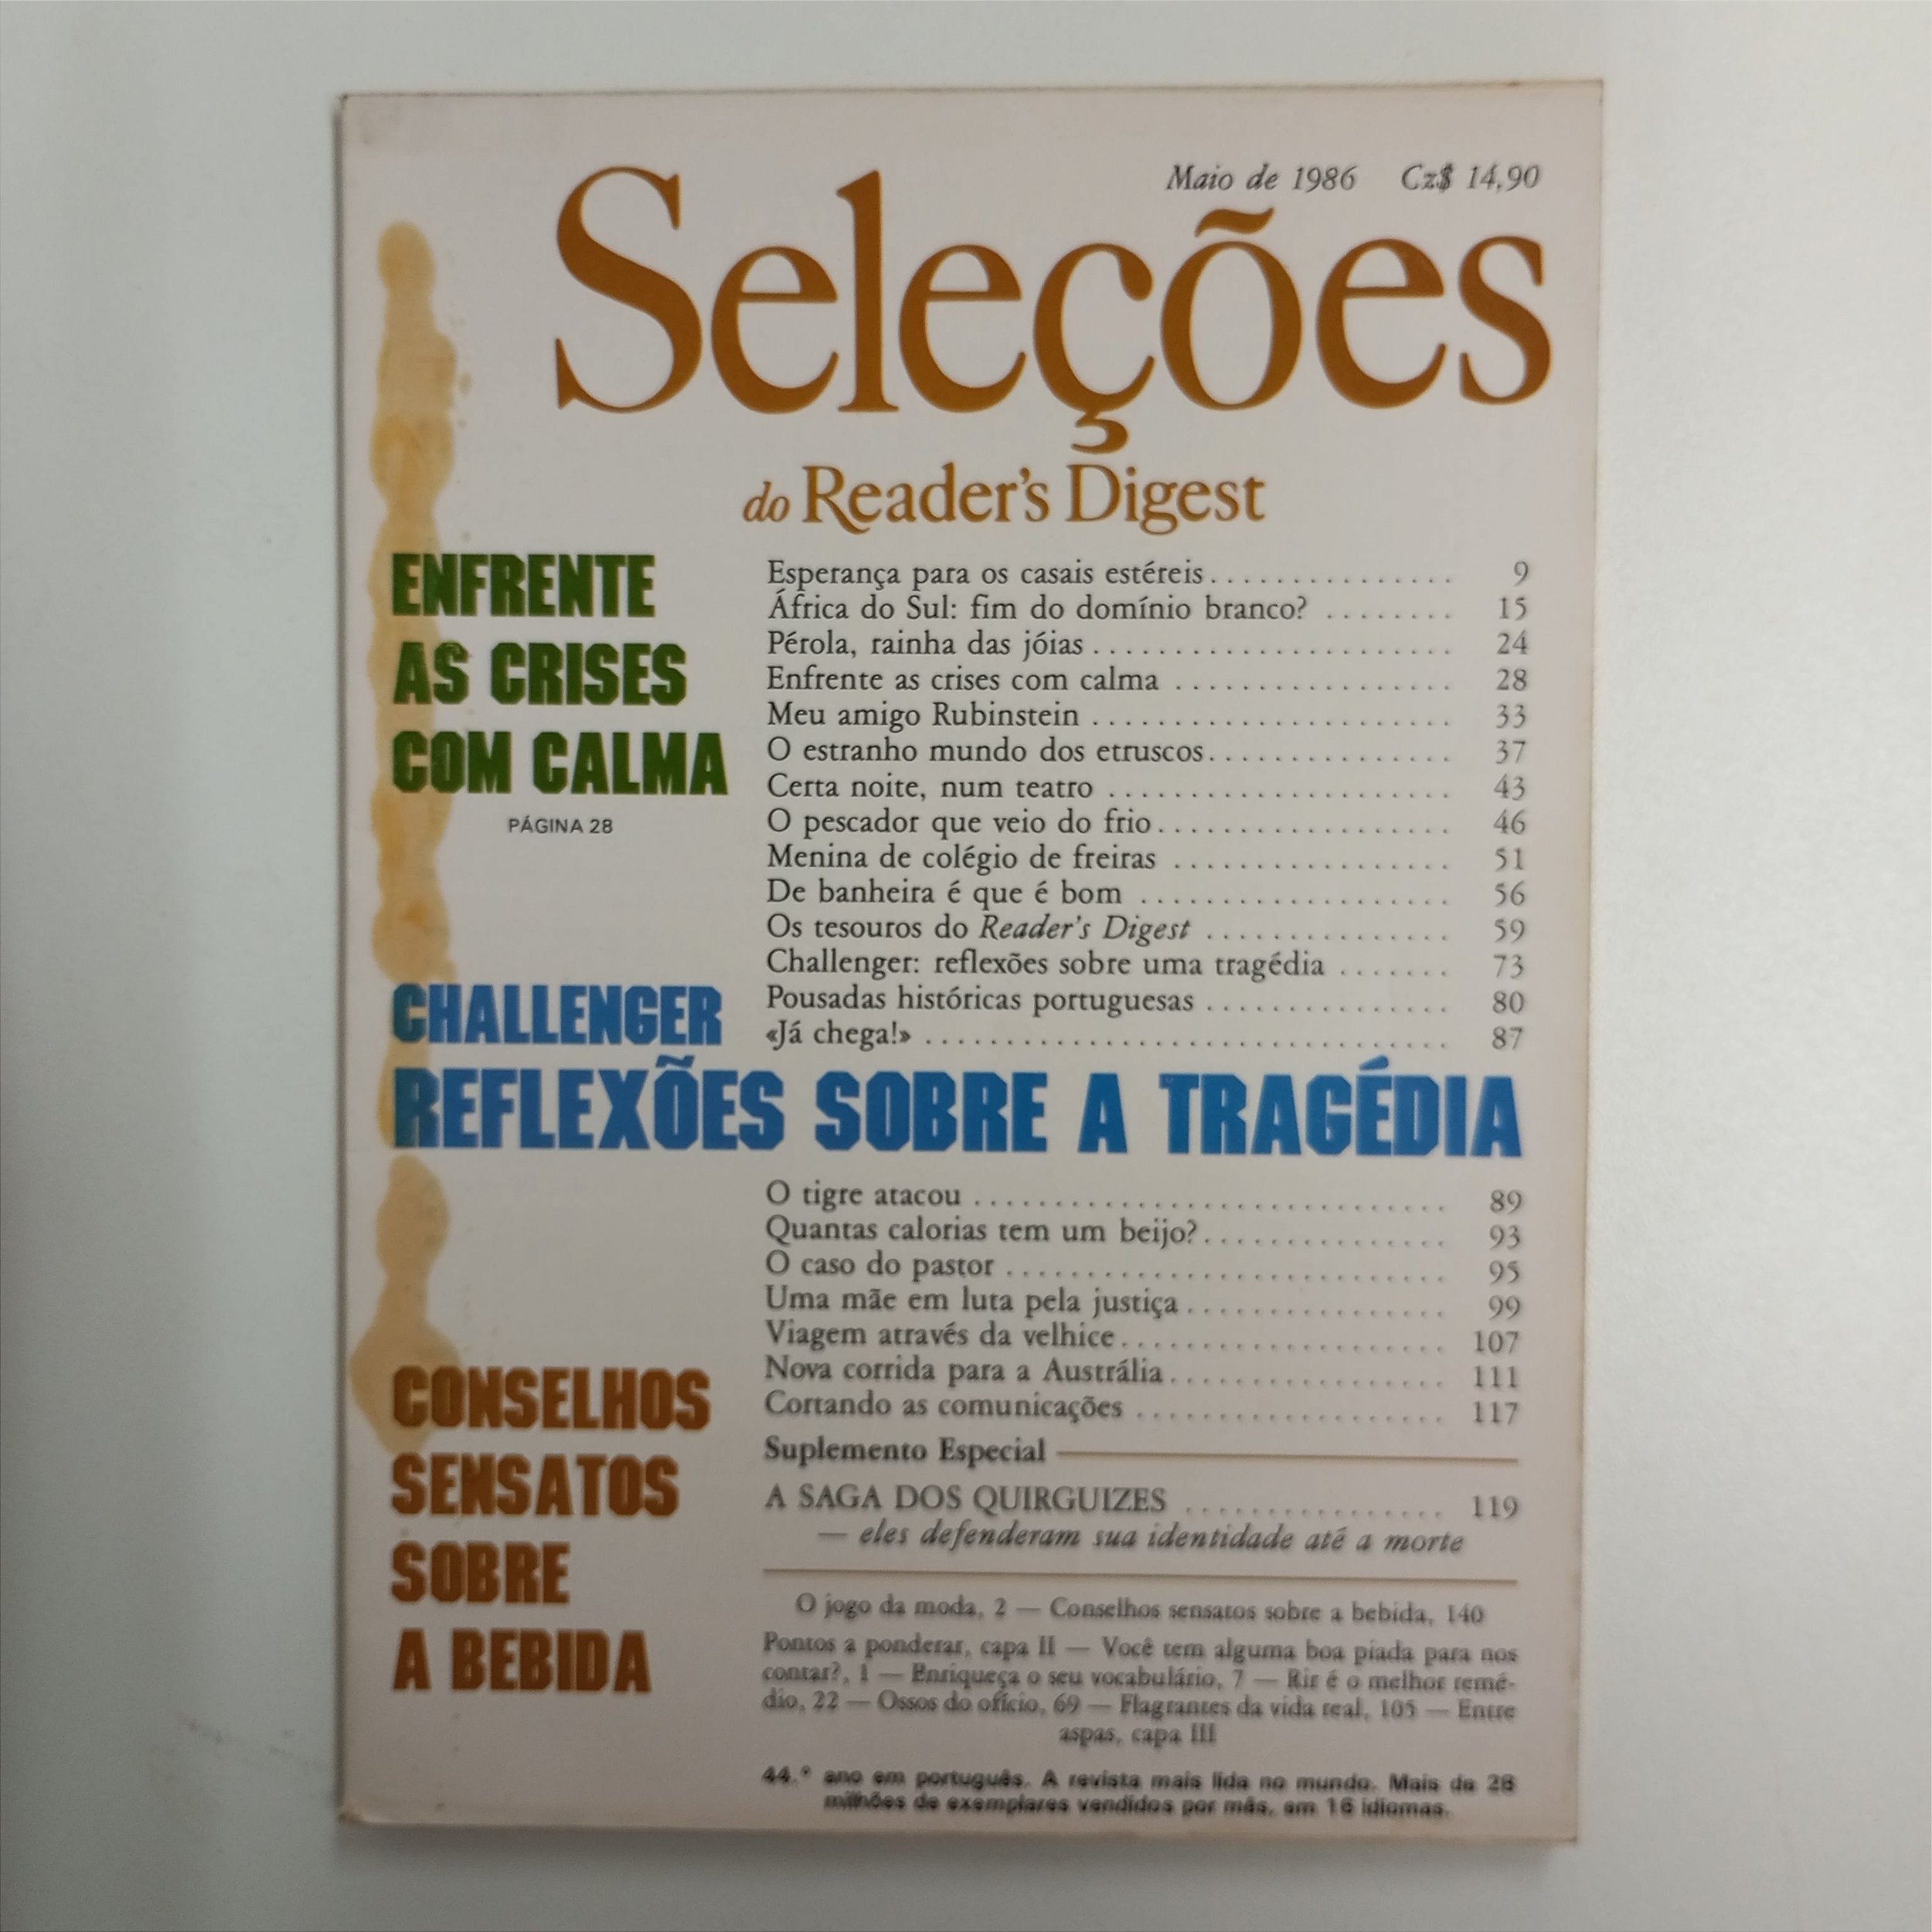 Maio de 1986 Cz$ 14,90
Seleções
do Reader's Digest
ENFRENTE
AS CRISES
COM CALMA
PÁGINA 28
Esperança para os casais estéreis............... 9
África do Sul: fim do domínio branco? ........ 15
Pérola, rainha das jóias...................... 24
Enfrente as crises com calma ................. 28
Meu amigo Rubinstein ...................... 33
O estranho mundo dos etruscos............... 37
Certa noite, num teatro ..................... 43
O pescador que veio do frio.................. 46
Menina de colégio de freiras ................. 51
De banheira é que é bom ................... 56
Os tesouros do Reader's Digest ............... 59
Challenger: reflexões sobre uma tragédia ....... 73
Pousadas históricas portuguesas ............... 80
«Já chega!» ................................ 87
CHALLENGER
REFLEXÕES SOBRE A TRAGÉDIA
O tigre atacou ............................. 89
Quantas calorias tem um beijo?............... 93
O caso do pastor ........................... 95
Uma mãe em luta pela justiça................ 99
Viagem através da velhice.................... 107
Nova corrida para a Austrália................. 111
Cortando as comunicações ................... 117
Suplemento Especial
A SAGA DOS QUIRGUIZES ................ 119
— eles defenderam sua identidade até a morte
CONSELHOS
SENSATOS
SOBRE
A BEBIDA
O jogo da moda, 2 — Conselhos sensatos sobre a bebida, 140
Pontos a ponderar, capa II — Você tem alguma boa piada para nos
contar?, 1 — Enriqueça o seu vocabulário, 7 — Rir é o melhor remé-
dio, 22 — Ossos do ofício, 69 — Flagrantes da vida real, 105 — Entre
aspas, capa III
44.º ano em português. A revista mais lida no mundo. Mais de 28
milhões de exemplares vendidos por mês, em 16 idiomas.